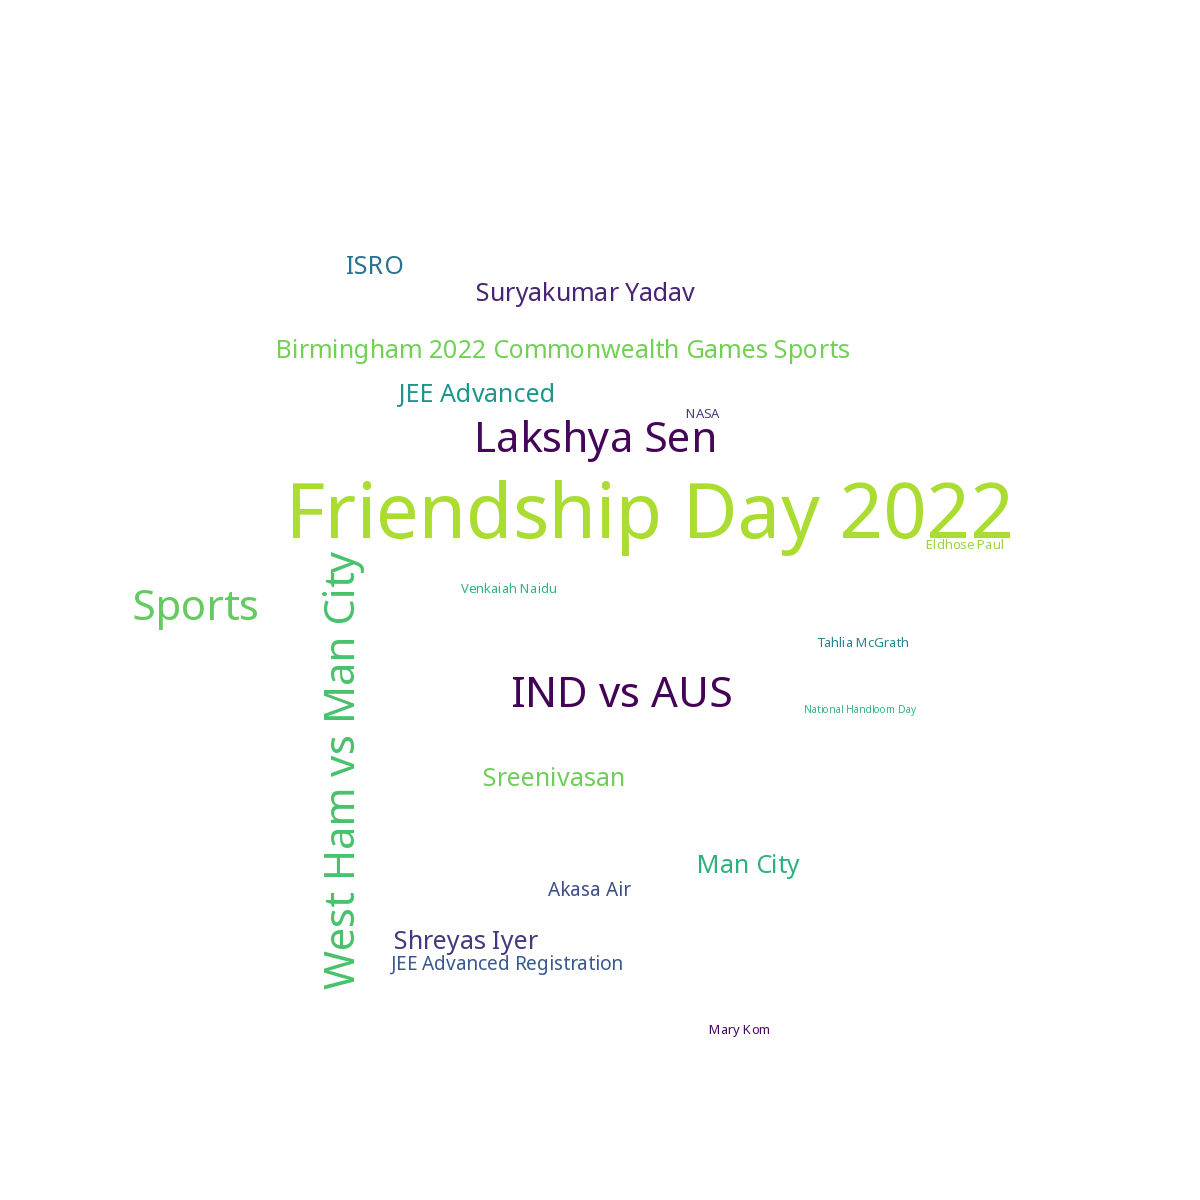 ISRO
Suryakumar Yadav
Birmingham 2022 Commonwealth Games Sports
JEE Advanced
NASA
Lakshya Sen
Friendship Day 2022
Eldhose Paul
Venkaiah Naidu
Sports
West Ham vs Man City
Tahlia McGrath
IND vs AUS
National Handloom Day
Sreenivasan
Man City
Akasa Air
Shreyas Iyer
JEE Advanced Registration
Mary Kom